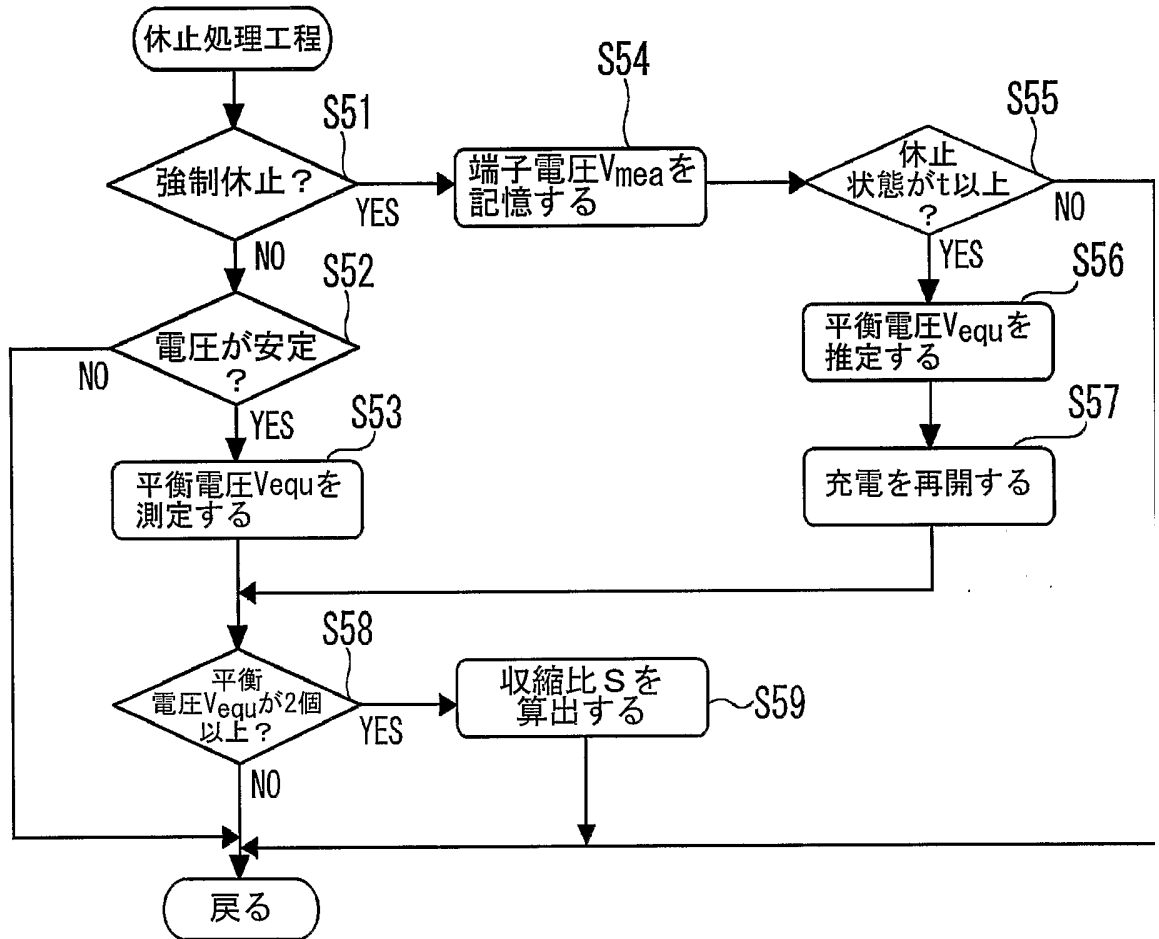 休止処理工程
S51
強制休止？
YES
NO
S54
端子電圧Vmeaを
記憶する
S55
休止
状態がt以上
？
NO
YES
S52
電圧が安定
？
NO
YES
S56
平衡電圧Vequを
推定する
S53
平衡電圧Vequを
測定する
S57
充電を再開する
S58
平衡
電圧Vequが2個
以上？
YES
NO
収縮比Sを
算出する
S59
戻る